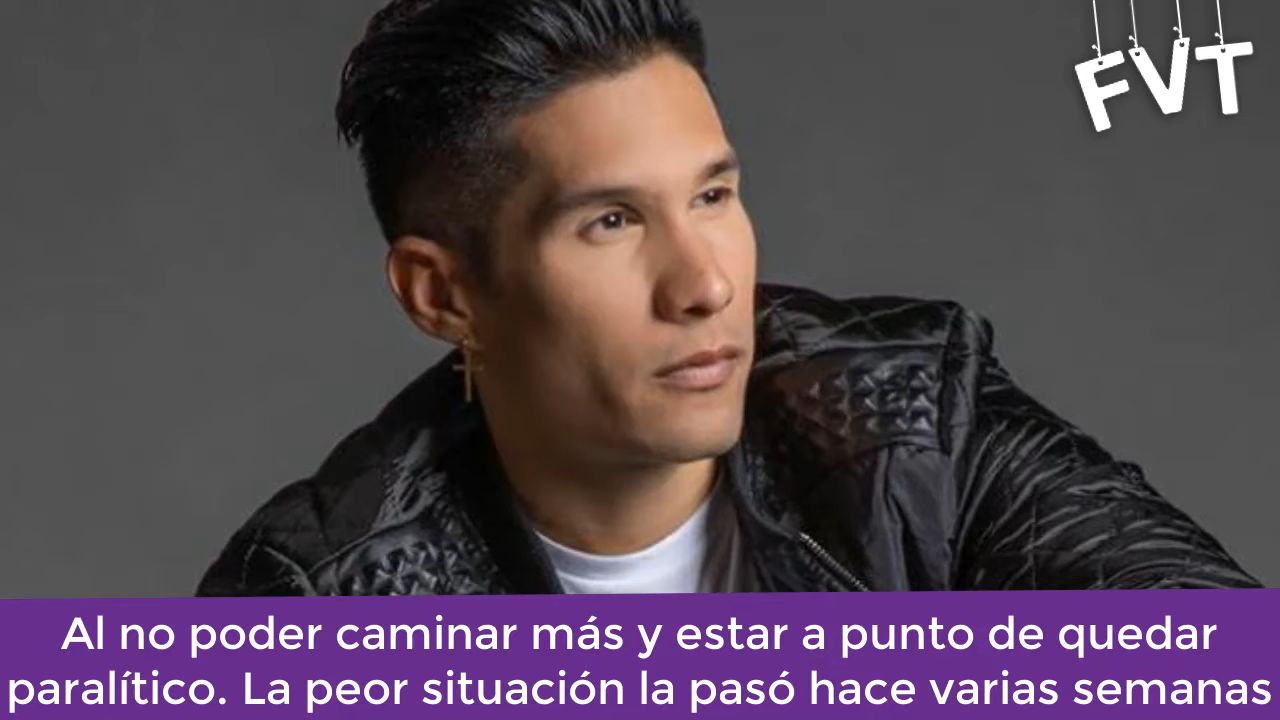 FVT
Al no poder caminar más y estar a punto de quedar
paralítico. La peor situación la pasó hace varias semanas